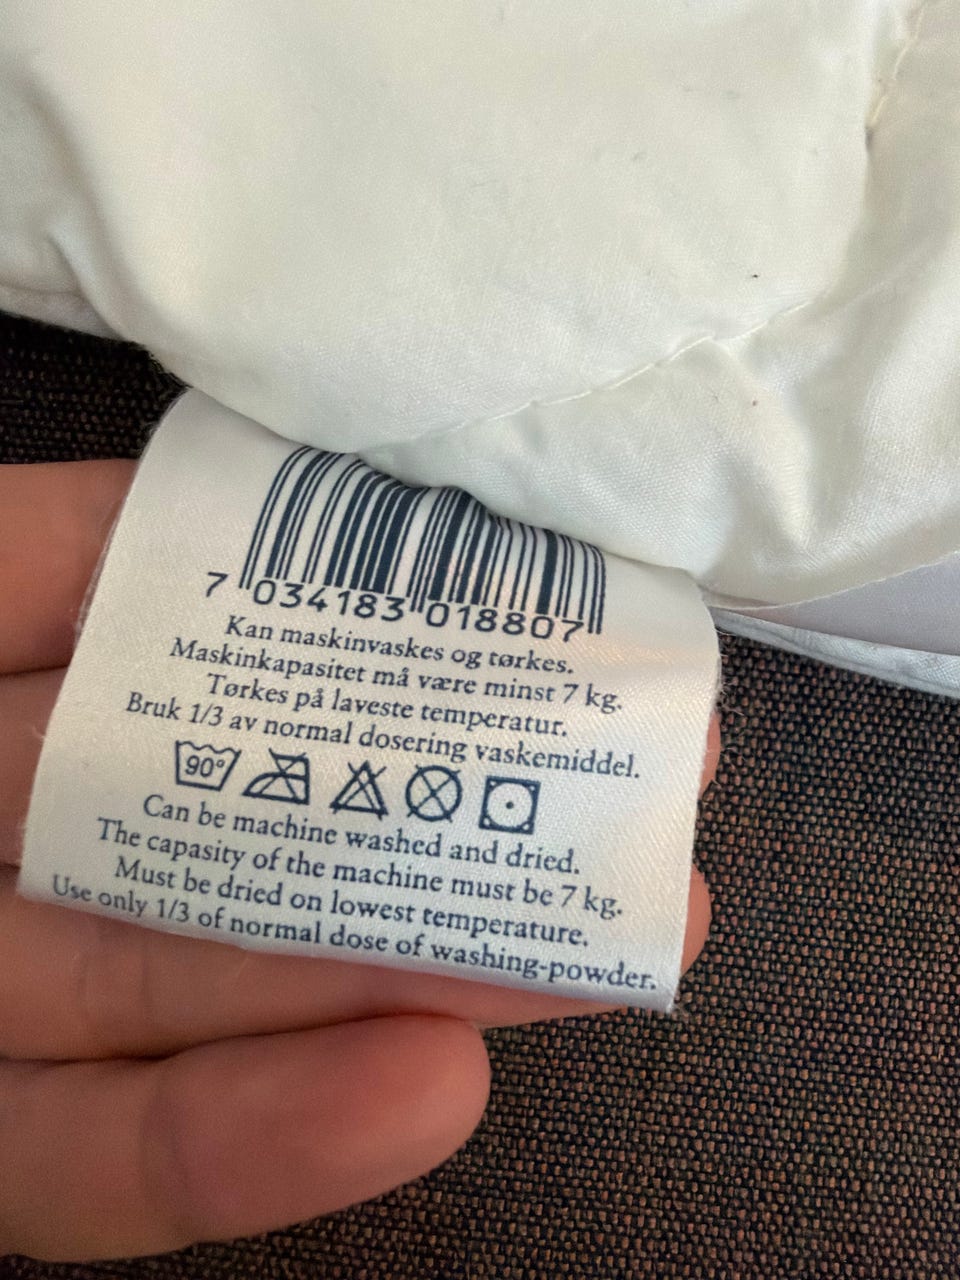 7 034183 018807
Kan maskinvaskes og tørkes.
Maskinkapasitet må være minst 7 kg.
Tørkes på laveste temperatur.
Bruk 1/3 av normal dosering vaskemiddel.
90°
Can be machine washed and dried.
The capasity of the machine must be 7 kg.
Must be dried on lowest temperature.
Use only 1/3 of normal dose of washing-powder.